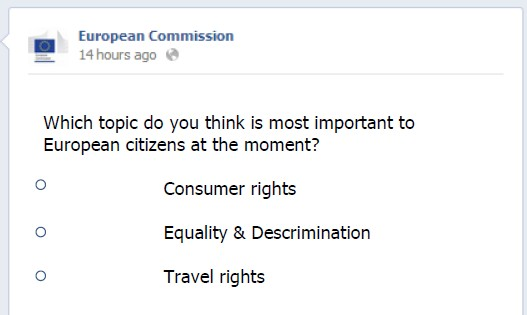 European Commission
14 hours ago
Which topic do you think is most important to
European citizens at the moment?
Consumer rights
Equality & Descrimination
Travel rights